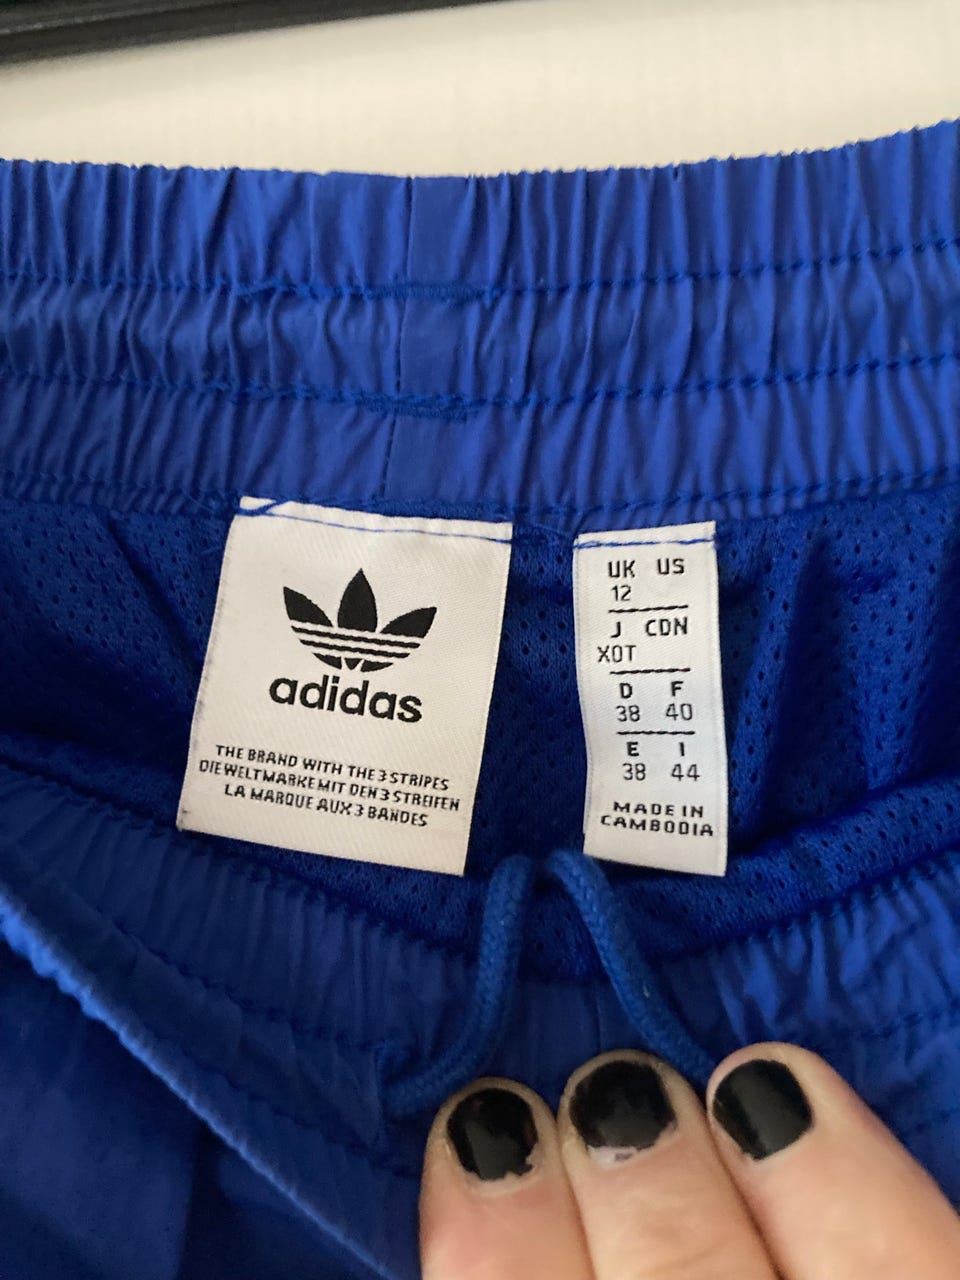 adidas
THE BRAND WITH THE 3 STRIPES
DIE WELTMARKE MIT DEN 3 STREIFEN
LA MARQUE AUX 3 BANDES
UK US
12
J CDN
XOT
D F
38 40
E I
38 44
MADE IN
CAMBODIA